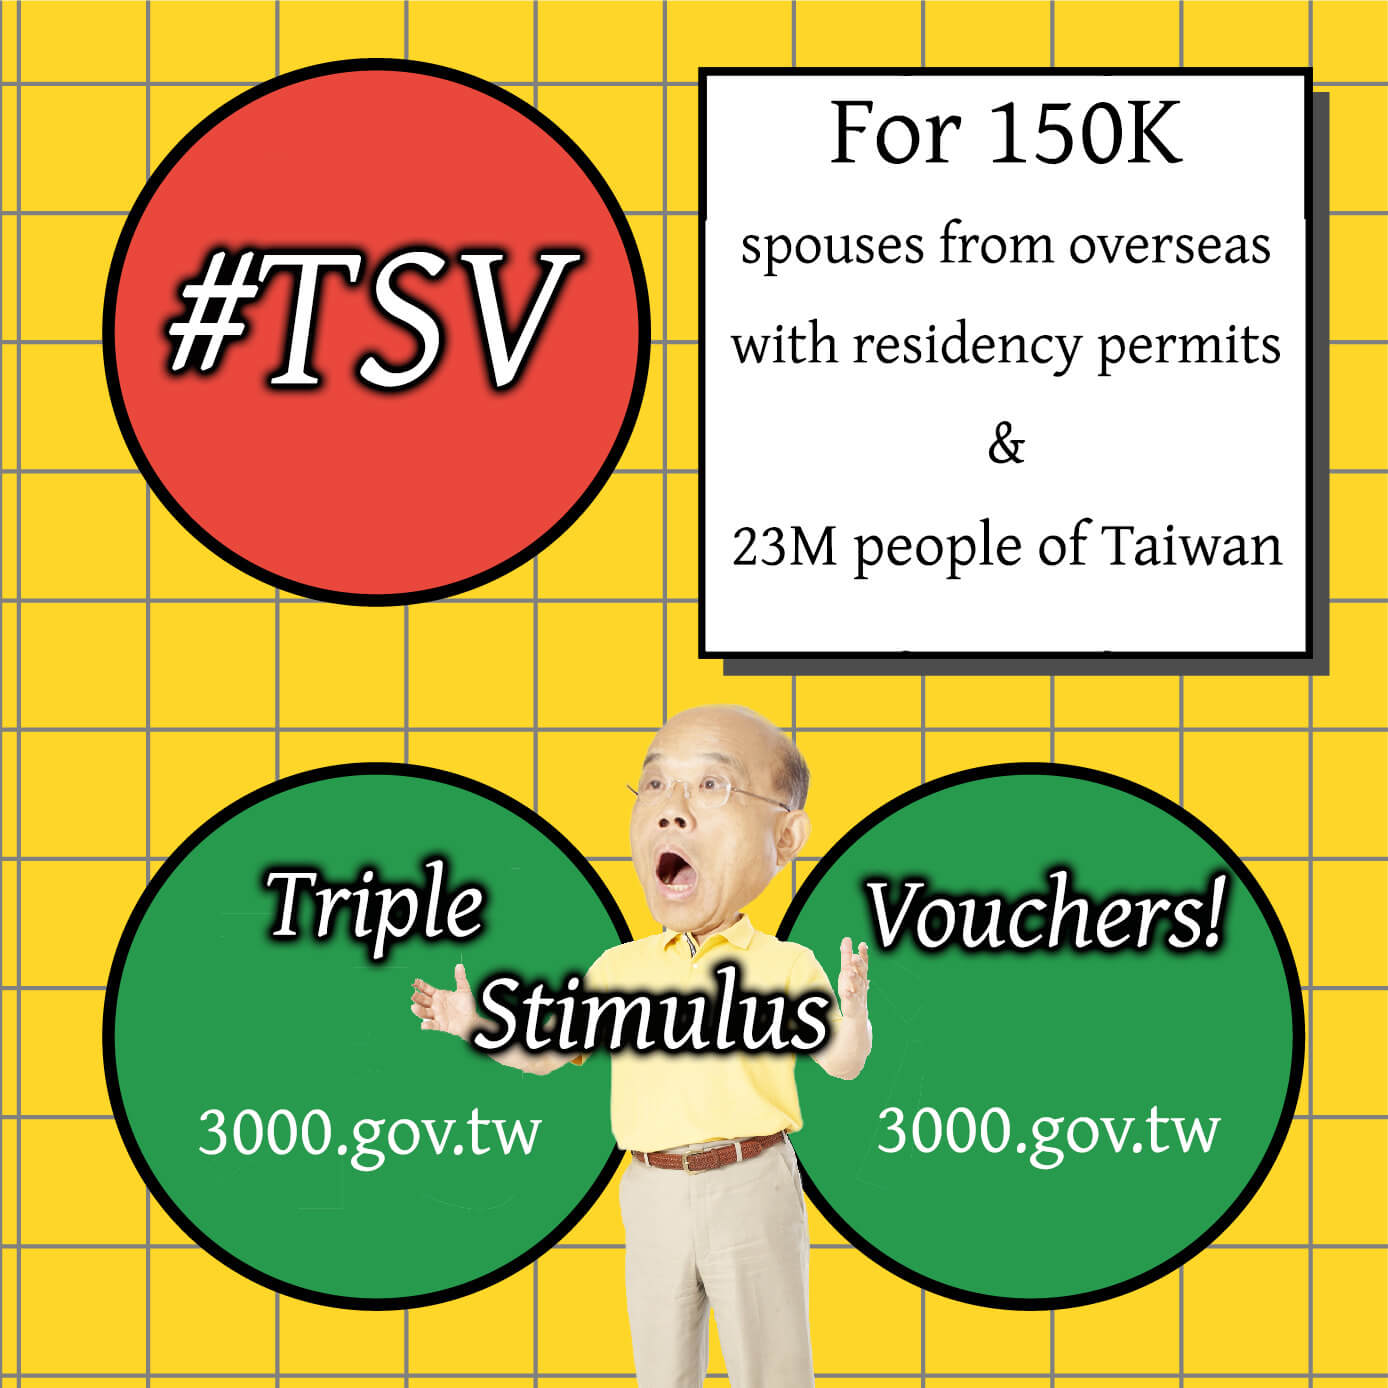 #TSV
For 150K
spouses from overseas
with residency permits
&
23M people of Taiwan
Triple
Stimulus
Vouchers!
3000.gov.tw
3000.gov.tw